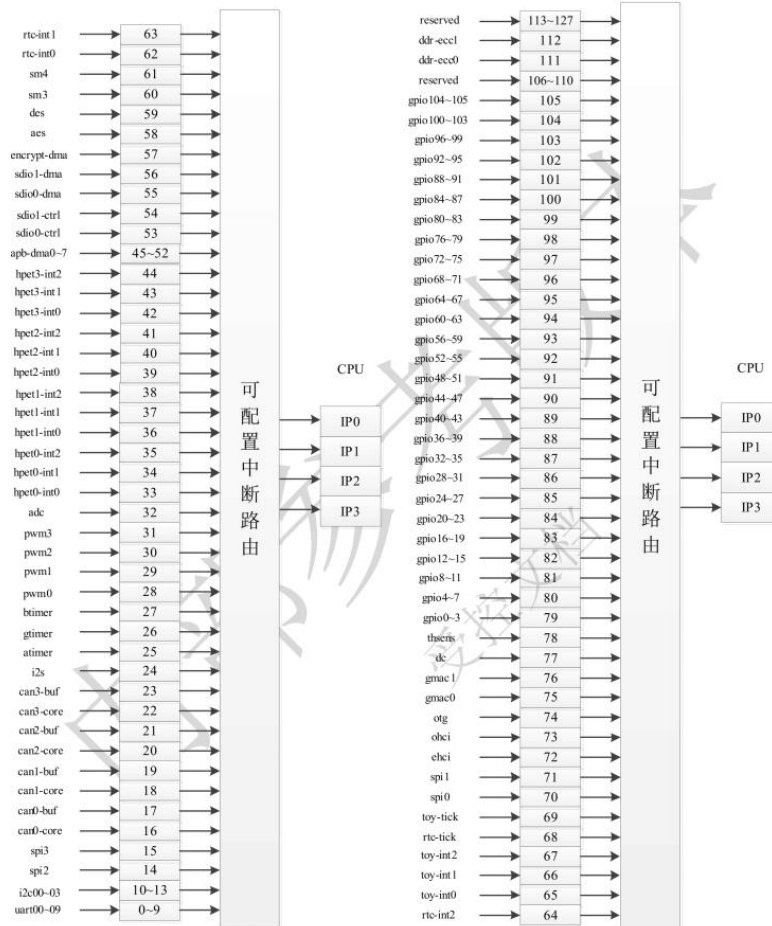 rtc-int1 63
rtc-int0 62
sm4 61
sm3 60
des 59
aes 58
encrypt-dma 57
sdio1-dma 56
sdio0-dma 55
sdio1-ctrl 54
sdio0-ctrl 53
apb-dma0~7 45~52
hpet3-int2 44
hpet3-int1 43
hpet3-int0 42
hpet2-int2 41
hpet2-int1 40
hpet2-int0 39
hpet1-int2 38
hpet1-int1 37
hpet1-int0 36
hpet0-int2 35
hpet0-int1 34
hpet0-int0 33
adc 32
pwm3 31
pwm2 30
pwm1 29
pwm0 28
btimer 27
gtimer 26
atimer 25
i2s 24
can3-buf 23
can3-core 22
can2-buf 21
can2-core 20
can1-buf 19
can1-core 18
can0-buf 17
can0-core 16
spi3 15
spi2 14
i2c00~03 10~13
uart00~09 0~9
可配置中断路由
CPU
IP0
IP1
IP2
IP3
reserved 113~127
ddr-ecc1 112
ddr-ecc0 111
reserved 106~110
gpio104~105 105
gpio100~103 104
gpio96~99 103
gpio92~95 102
gpio88~91 101
gpio84~87 100
gpio80~83 99
gpio76~79 98
gpio72~75 97
gpio68~71 96
gpio64~67 95
gpio60~63 94
gpio56~59 93
gpio52~55 92
gpio48~51 91
gpio44~47 90
gpio40~43 89
gpio36~39 88
gpio32~35 87
gpio28~31 86
gpio24~27 85
gpio20~23 84
gpio16~19 83
gpio12~15 82
gpio8~11 81
gpio4~7 80
gpio0~3 79
thsens 78
dc 77
gmac1 76
gmac0 75
otg 74
ohci 73
ehci 72
spi1 71
spi0 70
toy-tick 69
rtc-tick 68
toy-int2 67
toy-int1 66
toy-int0 65
rtc-int2 64
可配置中断路由
CPU
IP0
IP1
IP2
IP3
受控文档